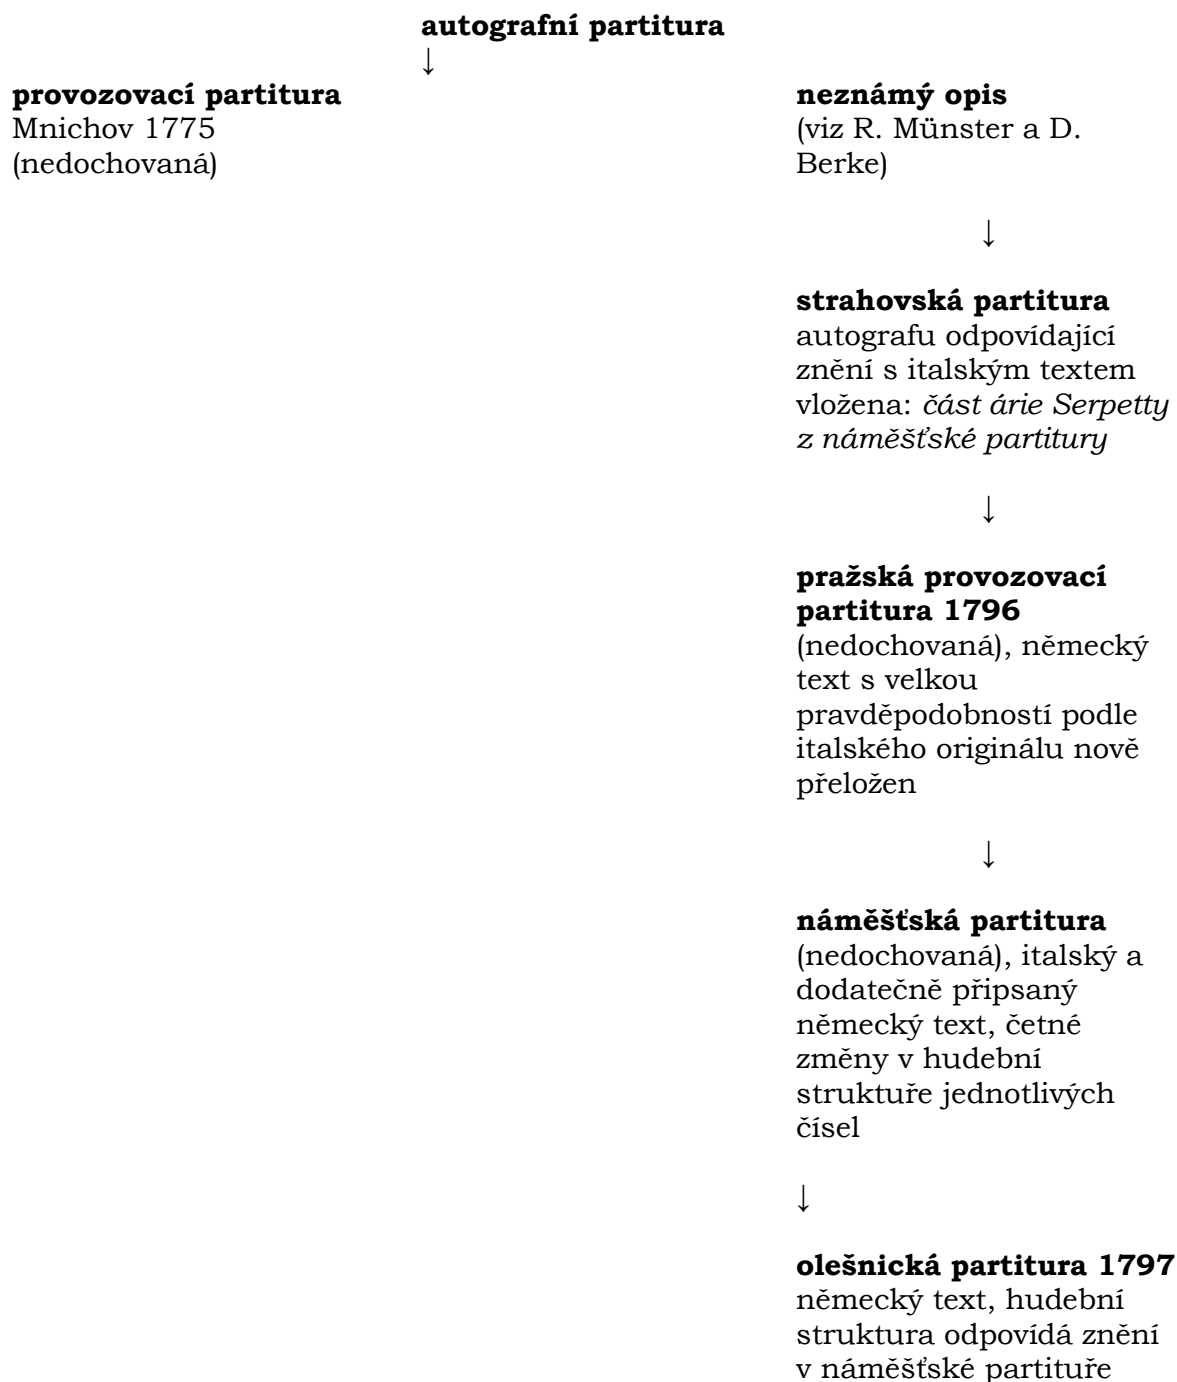 autografní partitura
↓
provozovací partitura
Mnichov 1775
(nedochovaná)
neznámý opis
(viz R. Münster a D.
Berke)
↓
strahovská partitura
autografu odpovídající
znění s italským textem
vložena: část árie Serpetty
z náměšťské partitury
↓
pražská provozovací
partitura 1796
(nedochovaná), německý
text s velkou
pravděpodobností podle
italského originálu nově
přeložen
↓
náměšťská partitura
(nedochovaná), italský a
dodatečně připsaný
německý text, četné
změny v hudební
struktuře jednotlivých
čísel
↓
olešnická partitura 1797
německý text, hudební
struktura odpovídá znění
v náměšťské partituře